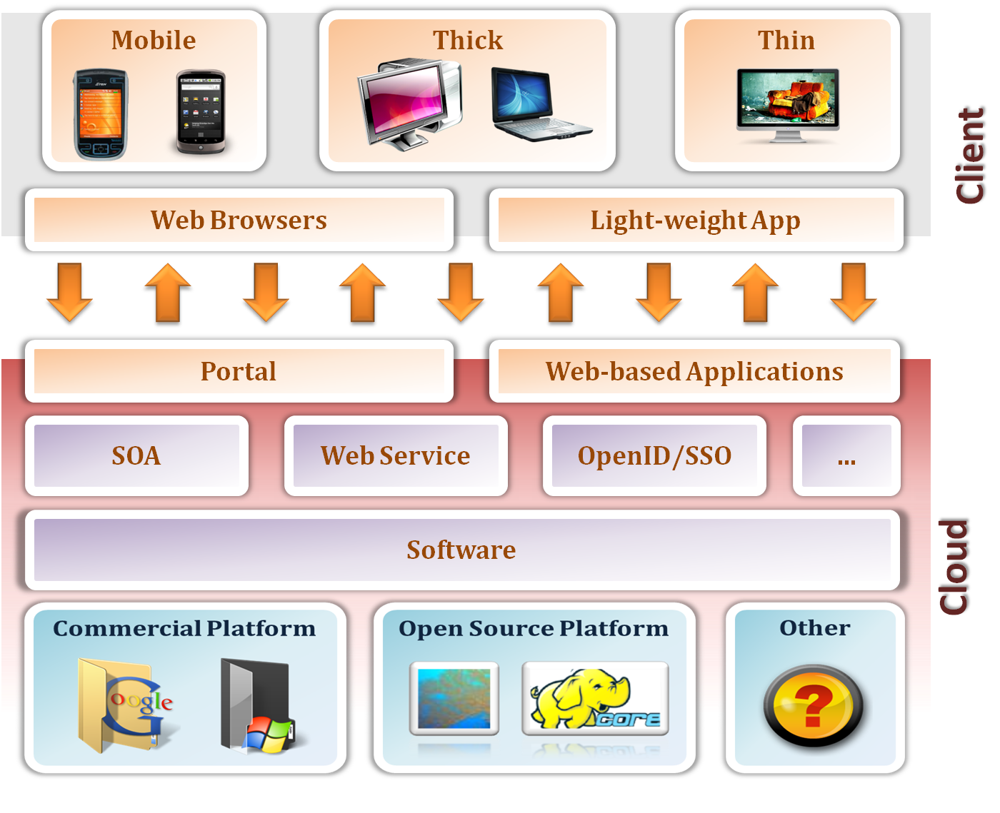 Mobile
Thick
Thin
Client
Web Browsers
Light-weight App
Portal
Web-based Applications
SOA
Web Service
OpenID/SSO
...
Software
Cloud
Commercial Platform
Open Source Platform
Other
Google
core
?